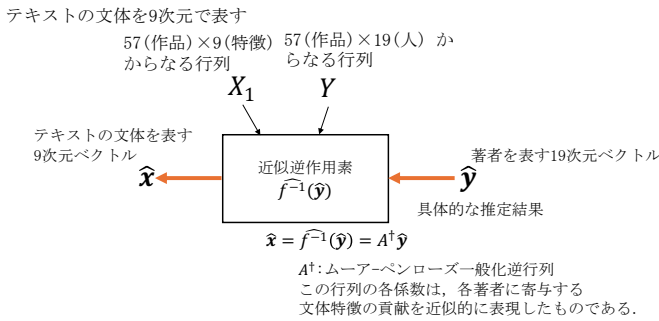 テキストの文体を9次元で表す
57(作品)×9(特徴)
からなる行列
57(作品)×19(人) か
らなる行列
X₁
Y
テキストの文体を表す
9次元ベクトル
近似逆作用素
著者を表す19次元ベクトル
x̂
f̂⁻¹(ŷ)
ŷ
具体的な推定結果
x̂ = f̂⁻¹(ŷ) = A†ŷ
A†:ムーア-ペンローズ一般化逆行列
この行列の各係数は,各著者に寄与する
文体特徴の貢献を近似的に表現したものである.